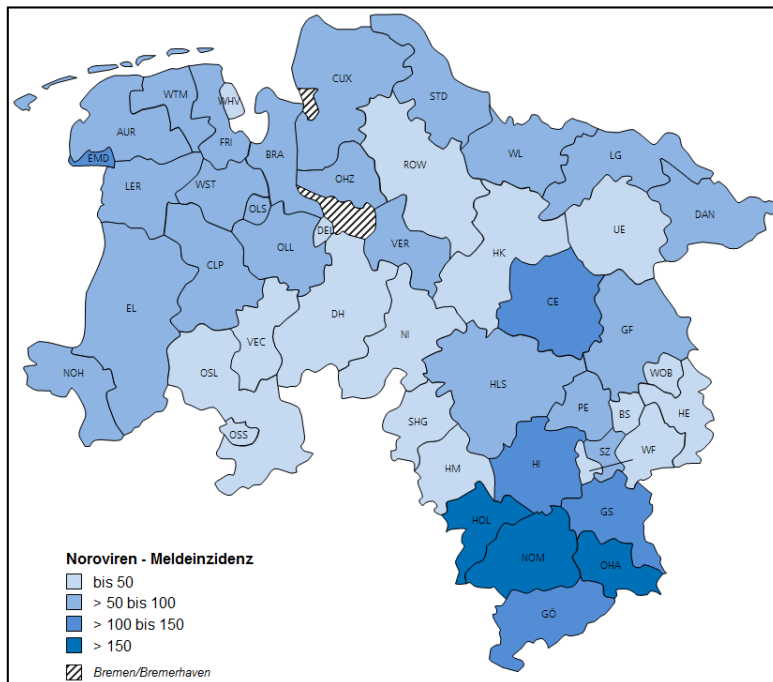 CUX
STD
WTM
WHV
AUR
FRI
BRA
EMD
OHZ
ROW
WL
LG
LER
WST
OLS
DAN
DEL
UE
OLL
VER
HK
CLP
CE
EL
DH
GF
NI
VEC
NOH
OSL
HLS
WOB
PE
BS
HE
SHG
OSS
SZ
WF
HM
HI
HOL
GS
NOM
OHA
GÖ
Noroviren - Meldeinzidenz
bis 50
> 50 bis 100
> 100 bis 150
> 150
Bremen/Bremerhaven